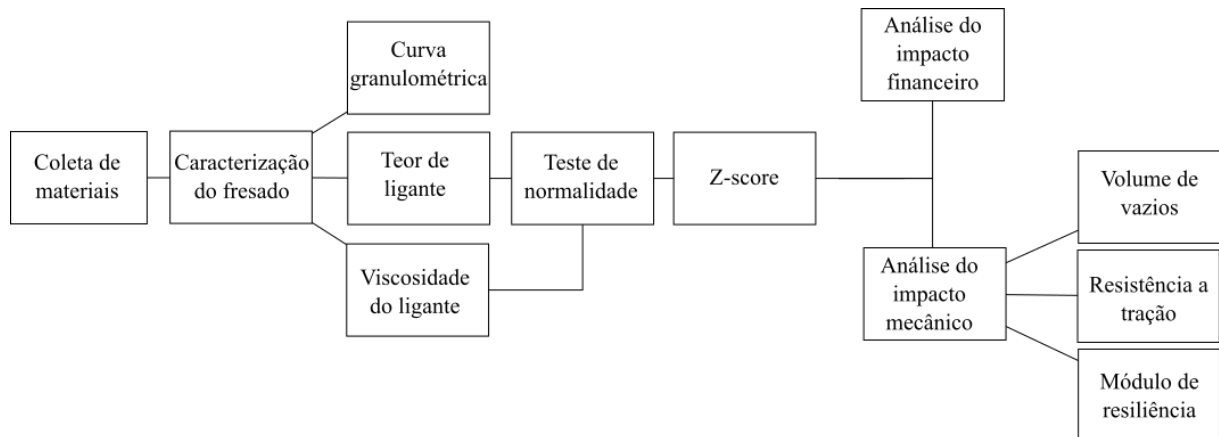 Coleta de
materiais
Caracterização
do fresado
Curva
granulométrica
Teor de
ligante
Viscosidade
do ligante
Teste de
normalidade
Z-score
Análise do
impacto
financeiro
Análise do
impacto
mecânico
Volume de
vazios
Resistência a
tração
Módulo de
resiliência